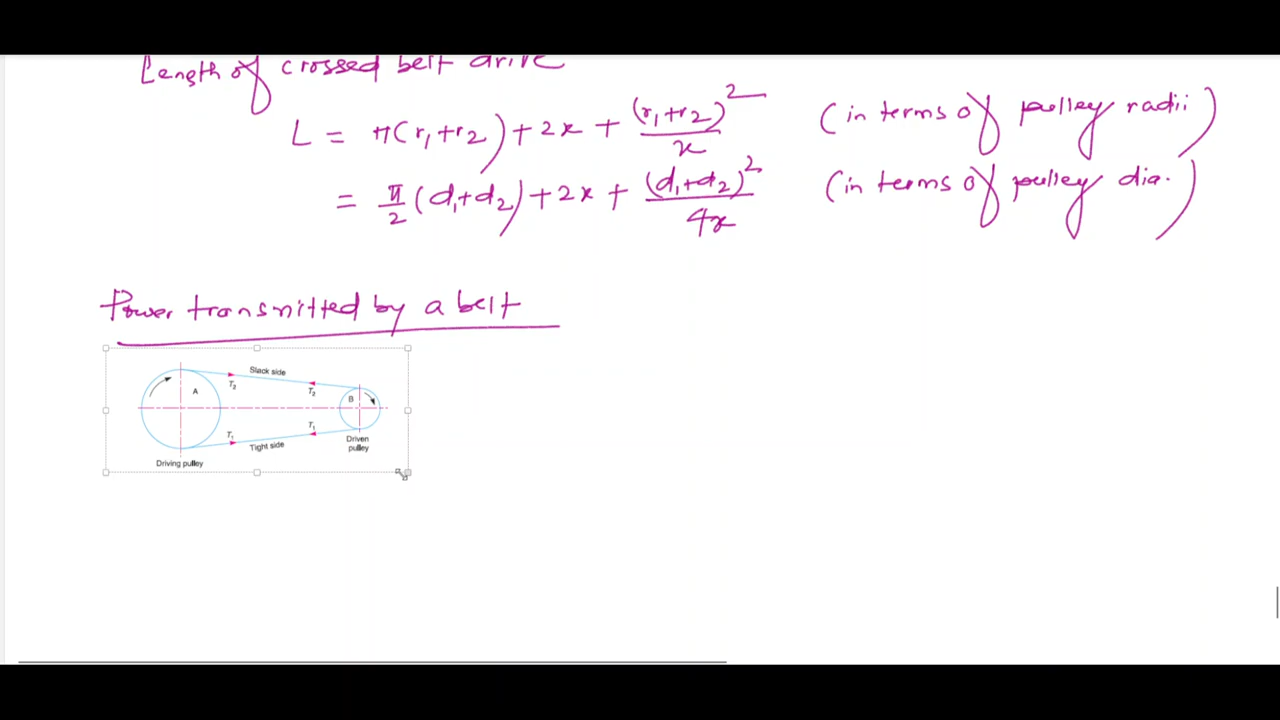 Length of crossed belt drive
L = π(r₁+r₂) + 2x + (r₁+r₂)²/x (in terms of pulley radii)
= π/2 (d₁+d₂) + 2x + (d₁+d₂)²/4x (in terms of pulley dia.)
Power transmitted by a belt
Slack side
A T₂ T₂ B
T₁ T₁
Tight side
Driven
pulley
Driving pulley